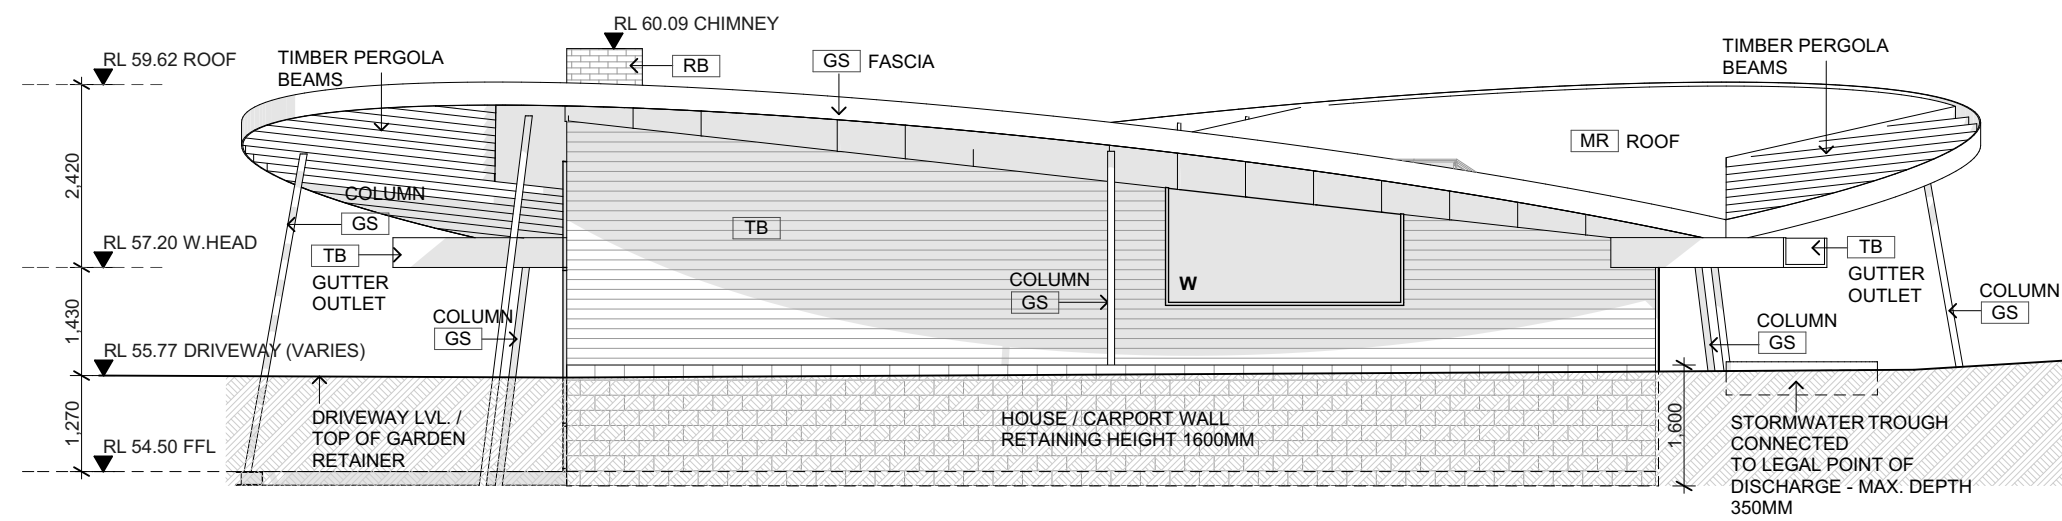 RL 60.09 CHIMNEY
RL 59.62 ROOF
TIMBER PERGOLA
BEAMS
RB
GS FASCIA
TIMBER PERGOLA
BEAMS
MR ROOF
2,420
COLUMN
GS
TB
RL 57.20 W.HEAD
TB
GUTTER
OUTLET
TB
GUTTER
OUTLET
W
COLUMN
GS
COLUMN
GS
COLUMN
GS
COLUMN
GS
1,430
RL 55.77 DRIVEWAY (VARIES)
1,270
DRIVEWAY LVL. /
TOP OF GARDEN
RETAINER
HOUSE / CARPORT WALL
RETAINING HEIGHT 1600MM
1,600
STORMWATER TROUGH
CONNECTED
TO LEGAL POINT OF
DISCHARGE - MAX. DEPTH
350MM
RL 54.50 FFL